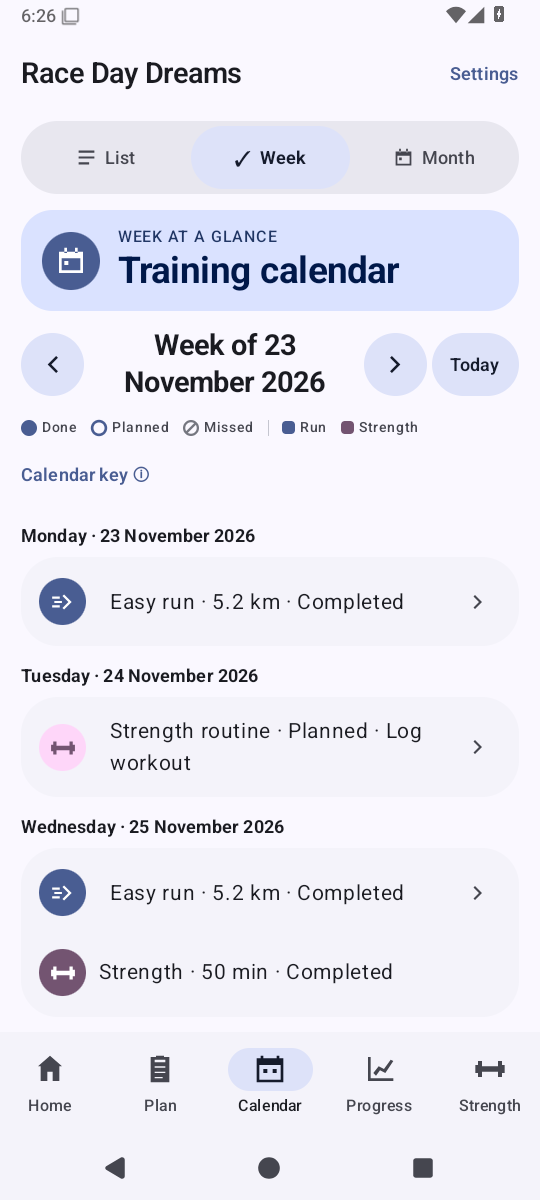 6:26
Race Day Dreams
Settings
List
Week
Month
WEEK AT A GLANCE
Training calendar
Week of 23
November 2026
Today
Done
Planned
Missed
Run
Strength
Calendar key
Monday · 23 November 2026
Easy run · 5.2 km · Completed
Tuesday · 24 November 2026
Strength routine · Planned · Log
workout
Wednesday · 25 November 2026
Easy run · 5.2 km · Completed
Strength · 50 min · Completed
Home
Plan
Calendar
Progress
Strength